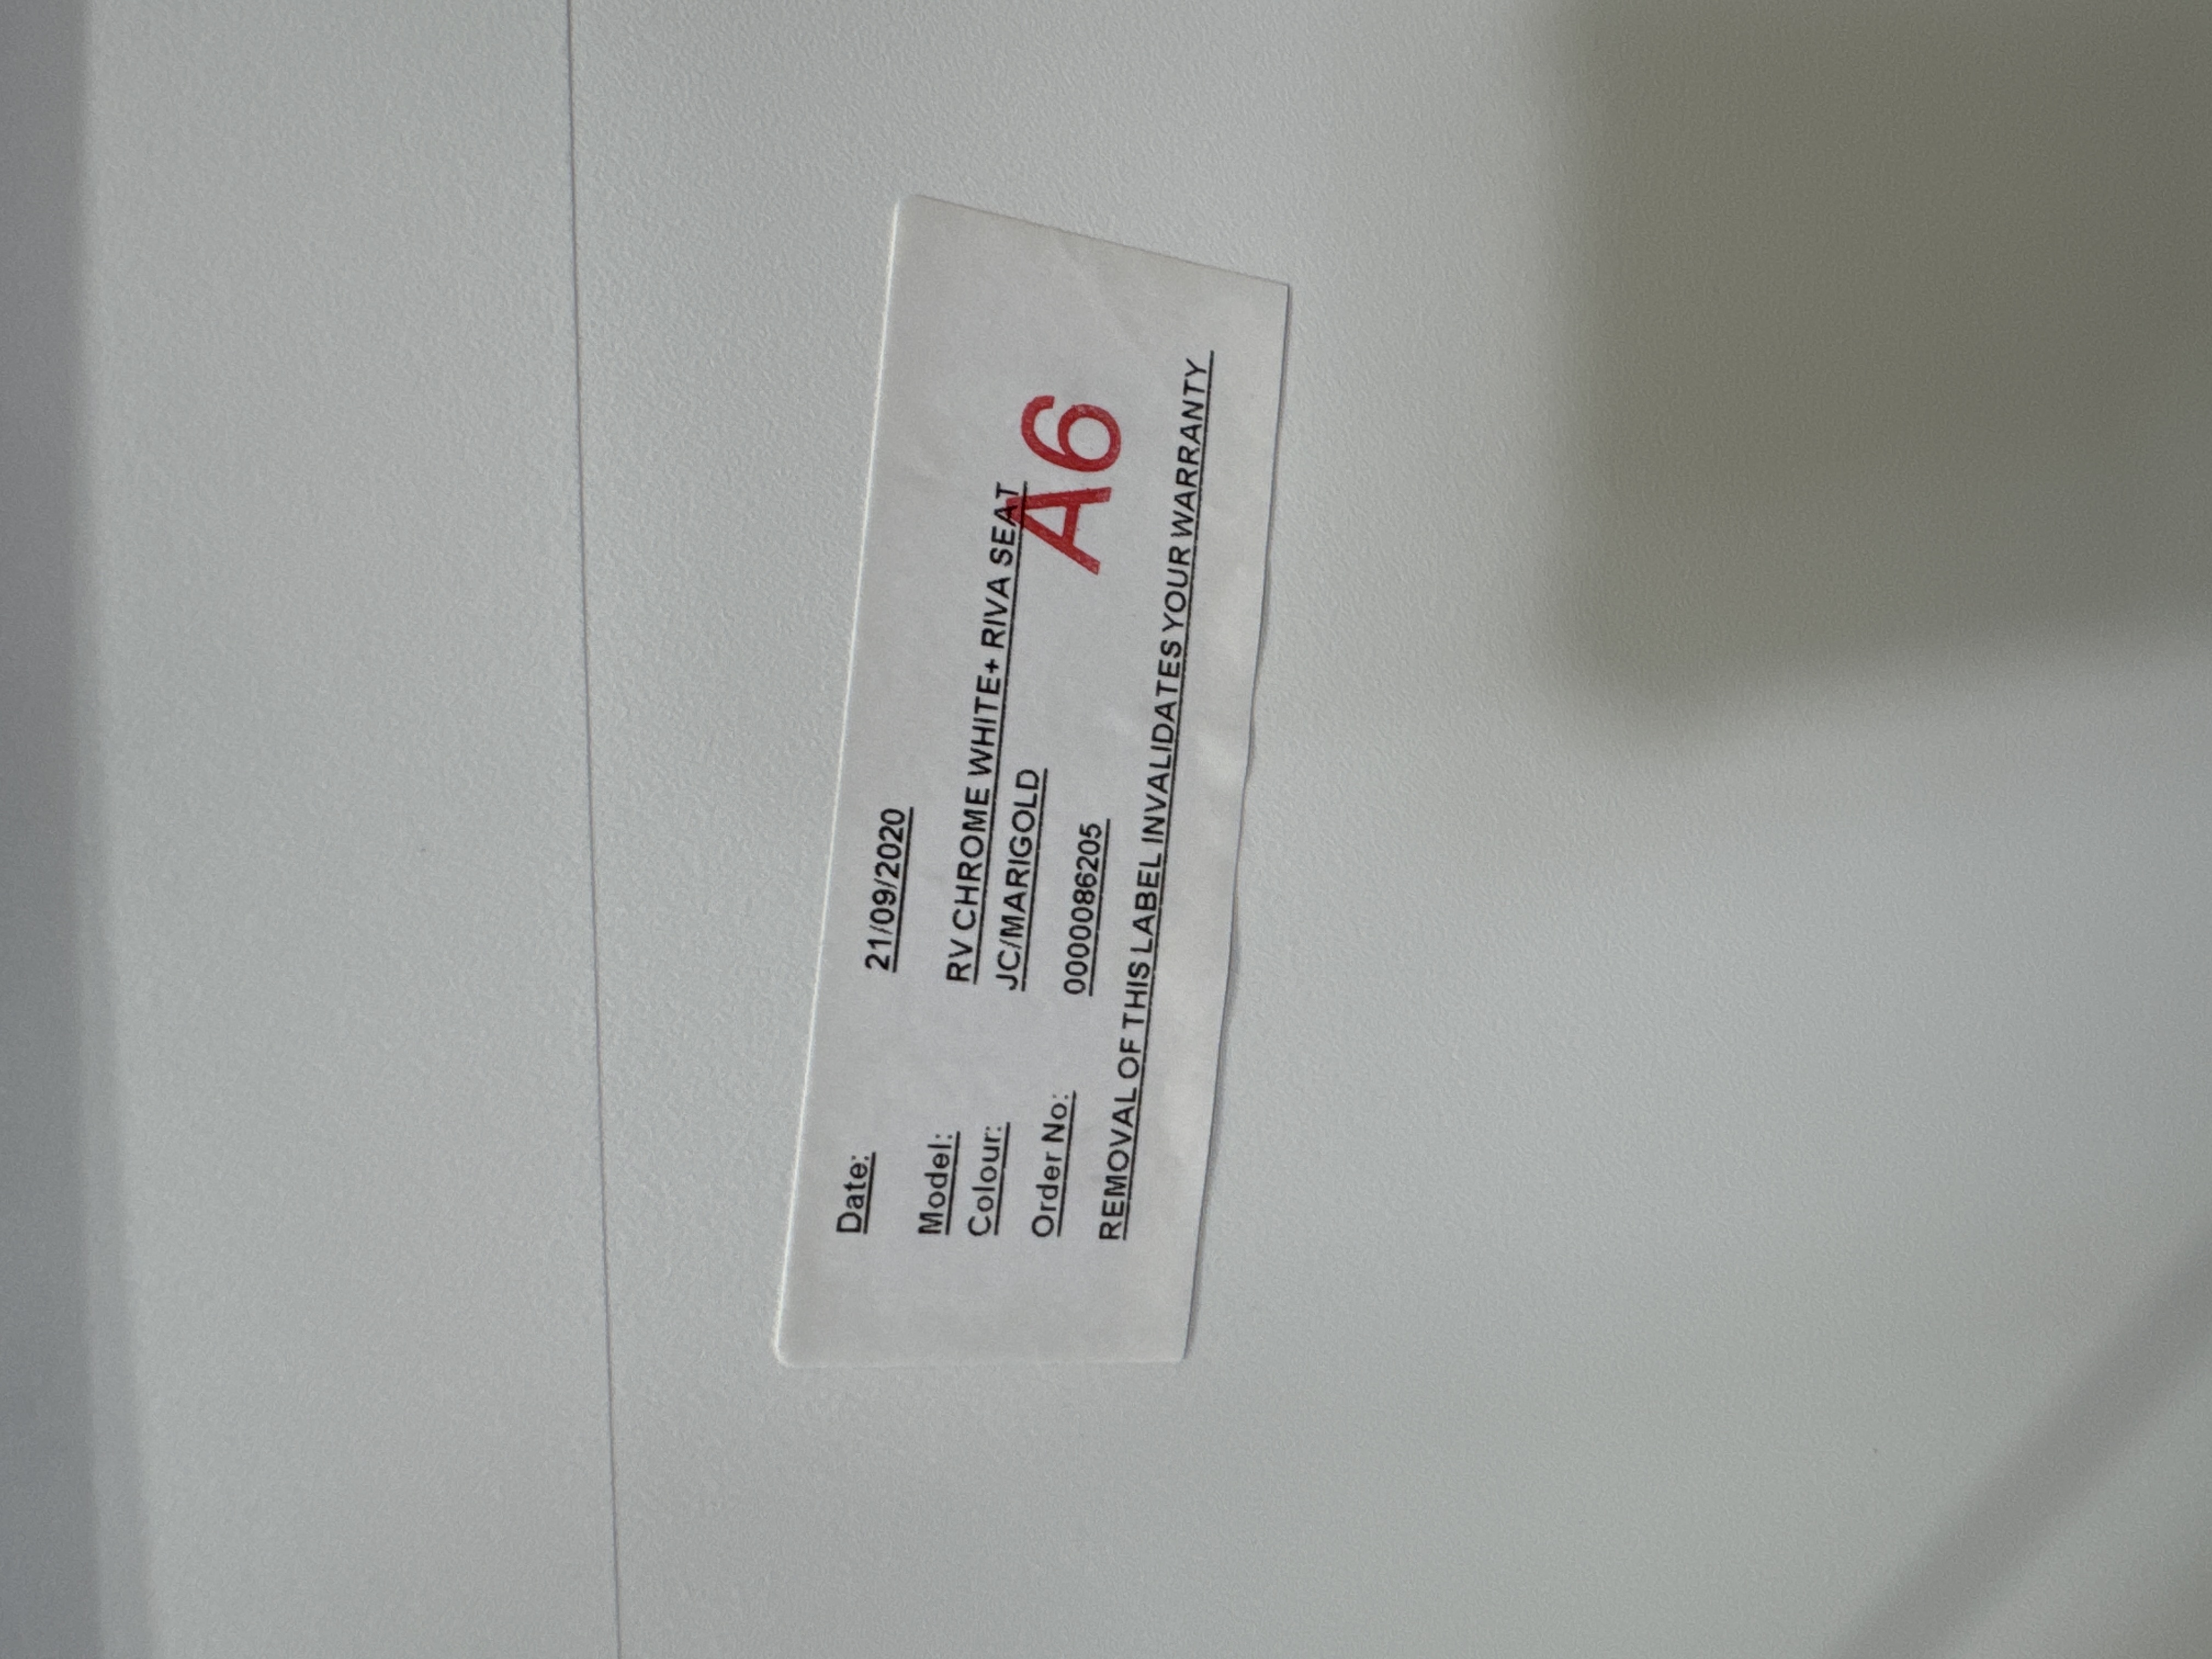 Date: 21/09/2020
Model: RV CHROME WHITE+ RIVA SEAT
Colour: JC/MARIGOLD
A6
Order No: 0000086205
REMOVAL OF THIS LABEL INVALIDATES YOUR WARRANTY